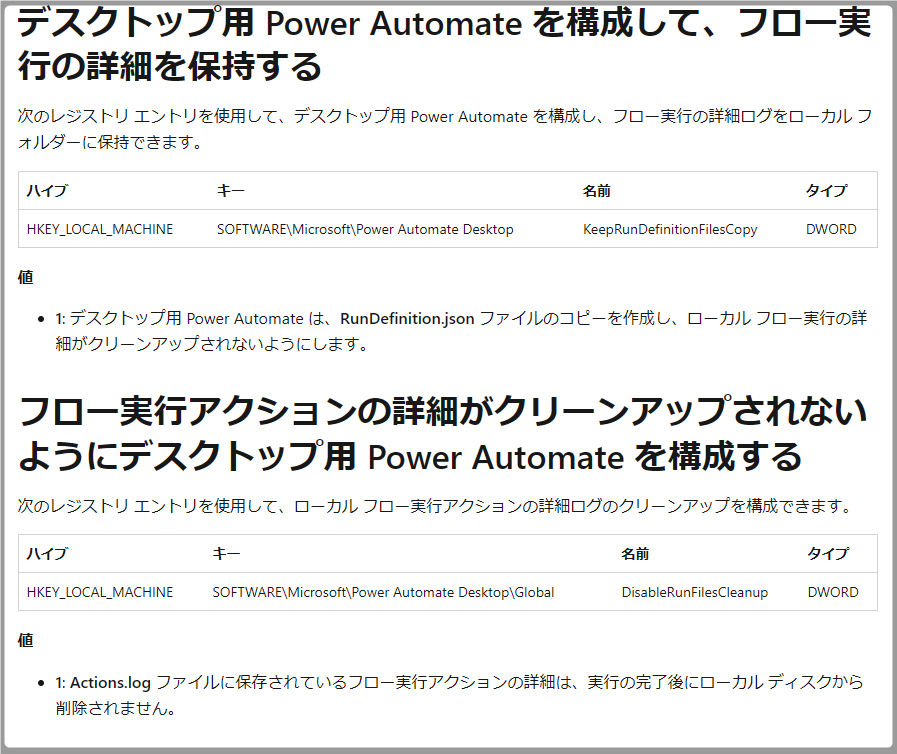 デスクトップ用 Power Automate を構成して、フロー実
行の詳細を保持する
次のレジストリ エントリを使用して、デスクトップ用 Power Automate を構成し、フロー実行の詳細ログをローカル フ
ォルダーに保持できます。
ハイブ キー 名前 タイプ
HKEY_LOCAL_MACHINE SOFTWARE\Microsoft\Power Automate Desktop KeepRunDefinitionFilesCopy DWORD
値
• 1: デスクトップ用 Power Automate は、RunDefinition.json ファイルのコピーを作成し、ローカル フロー実行の詳
細がクリーンアップされないようにします。
フロー実行アクションの詳細がクリーンアップされない
ようにデスクトップ用 Power Automate を構成する
次のレジストリ エントリを使用して、ローカル フロー実行アクションの詳細ログのクリーンアップを構成できます。
ハイブ キー 名前 タイプ
HKEY_LOCAL_MACHINE SOFTWARE\Microsoft\Power Automate Desktop\Global DisableRunFilesCleanup DWORD
値
• 1: Actions.log ファイルに保存されているフロー実行アクションの詳細は、実行の完了後にローカル ディスクから
削除されません。